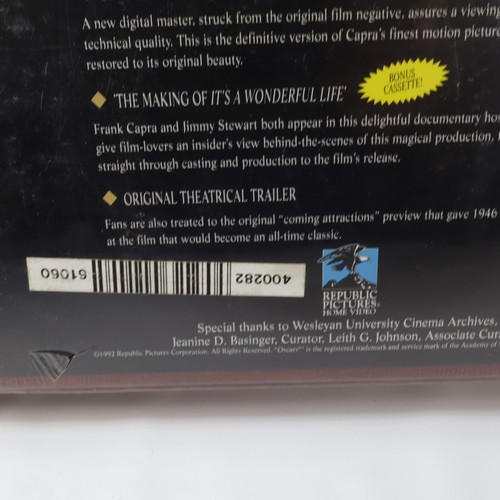 A new digital master, struck from the original film negative, assures a viewing
technical quality. This is the definitive version of Capra's finest motion picture
restored to its original beauty.
BONUS
CASSETTE!
'THE MAKING OF IT'S A WONDERFUL LIFE'
Frank Capra and Jimmy Stewart both appear in this delightful documentary
give film-lovers an insider's view behind-the-scenes of this magical production,
straight through casting and production to the film's release.
ORIGINAL THEATRICAL TRAILER
Fans are also treated to the original "coming attractions" preview that gave 1946
at the film that would become an all-time classic.
400282 61060
REPUBLIC
PICTURES
HOME VIDEO
Special thanks to Wesleyan University Cinema Archives,
Jeanine D. Basinger, Curator, Leith G. Johnson, Associate
©1992 Republic Pictures Corporation. All Rights Reserved. "Oscar®" is the registered trademark and service mark of the Academy of